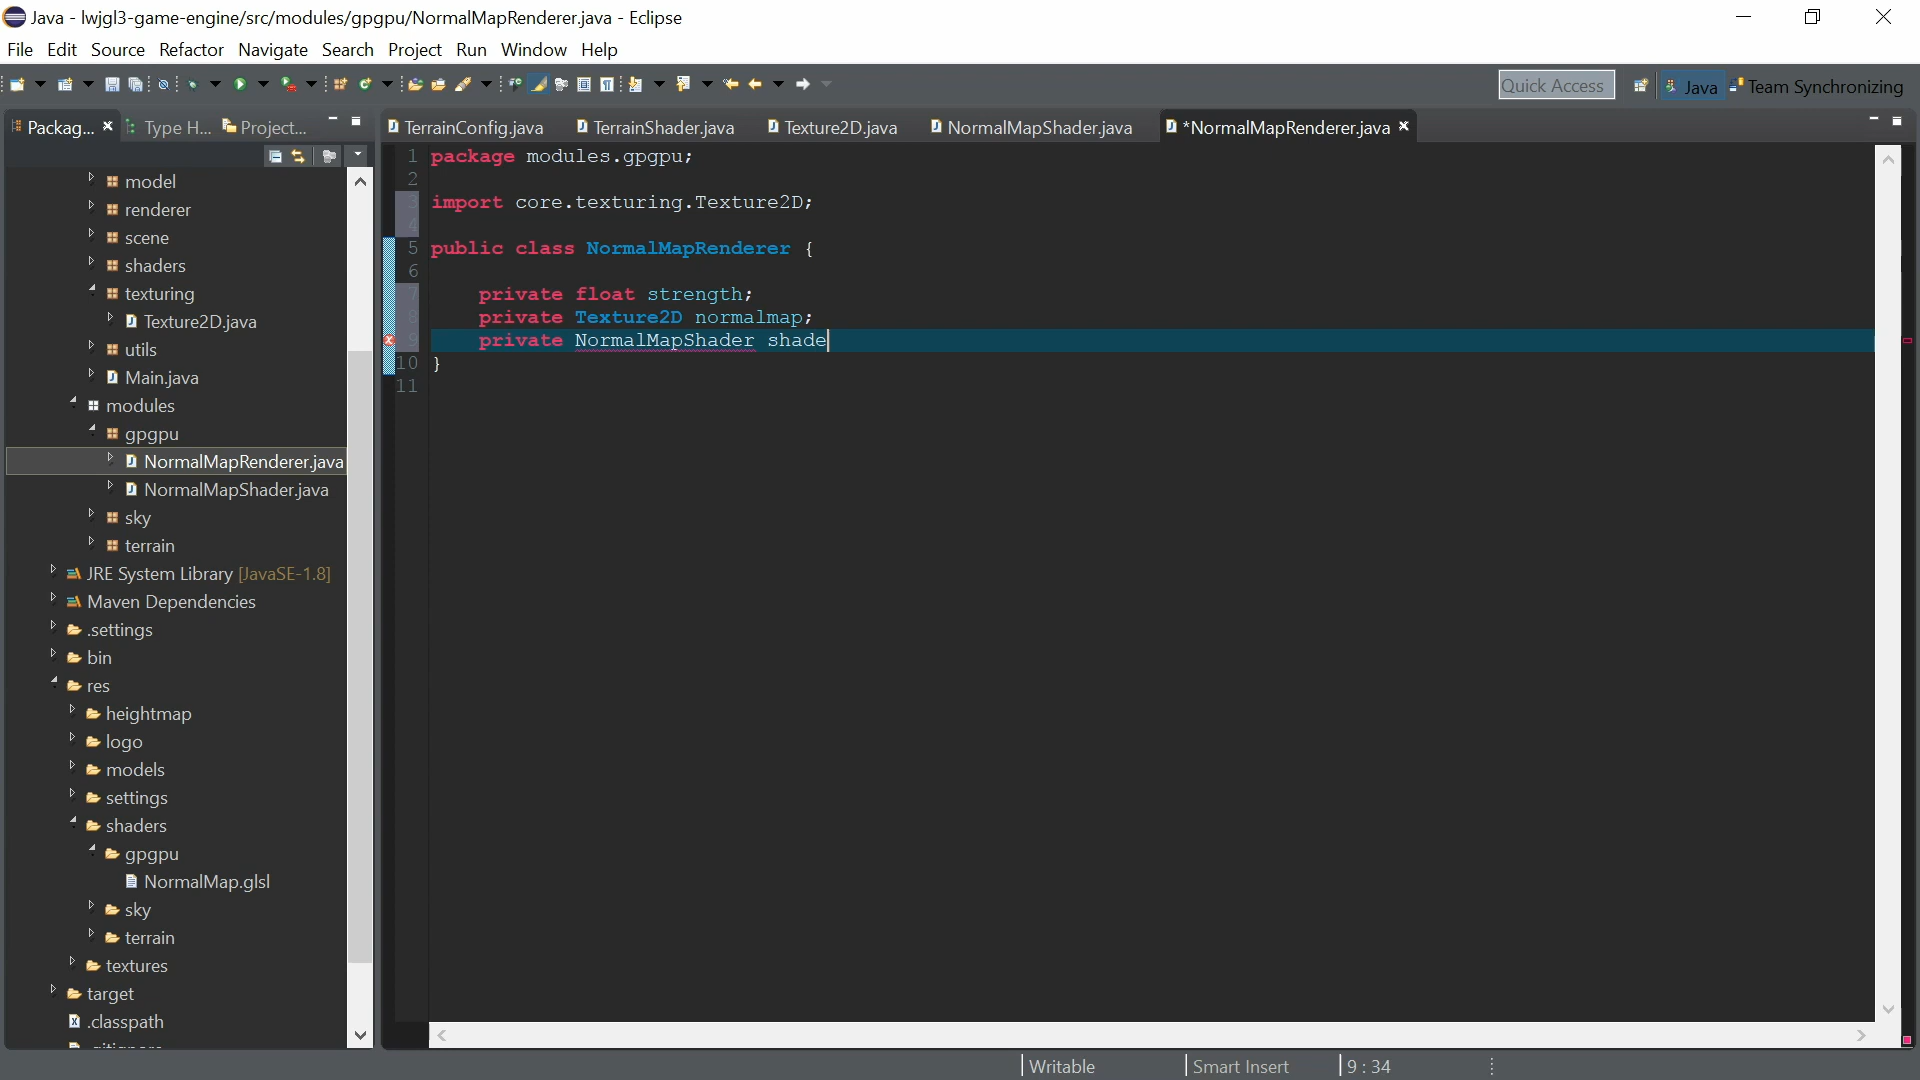 Java - lwjgl3-game-engine/src/modules/gpgpu/NormalMapRenderer.java - Eclipse
File Edit Source Refactor Navigate Search Project Run Window Help
Quick Access Java Team Synchronizing
Packag... Type H... Project...
TerrainConfig.java TerrainShader.java Texture2D.java NormalMapShader.java *NormalMapRenderer.java
model
renderer
scene
shaders
texturing
Texture2D.java
utils
Main.java
modules
gpgpu
NormalMapRenderer.java
NormalMapShader.java
sky
terrain
JRE System Library [JavaSE-1.8]
Maven Dependencies
.settings
bin
res
heightmap
logo
models
settings
shaders
gpgpu
NormalMap.glsl
sky
terrain
textures
target
.classpath
1 package modules.gpgpu;
2
3 import core.texturing.Texture2D;
4
5 public class NormalMapRenderer {
6
7 private float strength;
8 private Texture2D normalmap;
9 private NormalMapShader shade
10 }
11
Writable Smart Insert 9 : 34